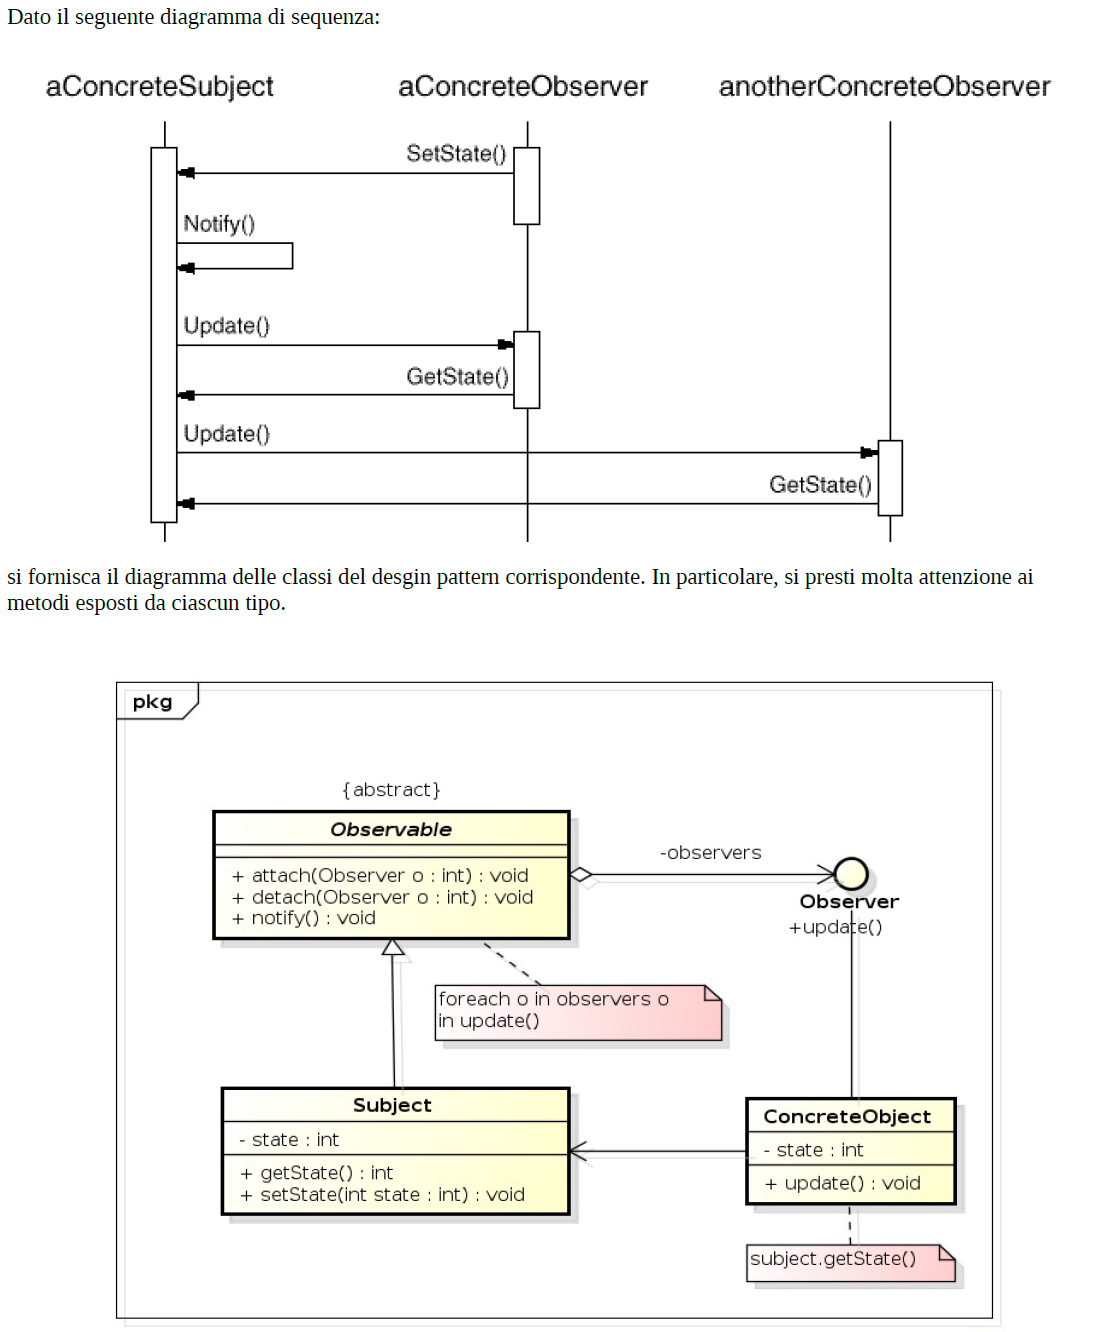 Dato il seguente diagramma di sequenza:
aConcreteSubject
aConcreteObserver
anotherConcreteObserver
SetState()
Notify()
Update()
GetState()
Update()
GetState()
si fornisca il diagramma delle classi del desgin pattern corrispondente. In particolare, si presti molta attenzione ai
metodi esposti da ciascun tipo.
pkg
{abstract}
Observable
+ attach(Observer o : int) : void
+ detach(Observer o : int) : void
+ notify() : void
-observers
Observer
+update()
foreach o in observers o
in update()
Subject
- state : int
+ getState() : int
+ setState(int state : int) : void
ConcreteObject
- state : int
+ update() : void
subject.getState()